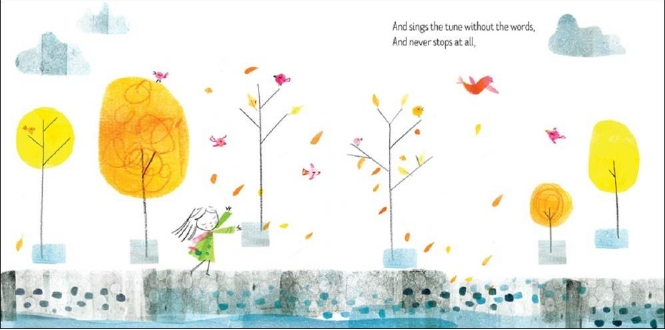 And sings the tune without the words,
And never stops at all,